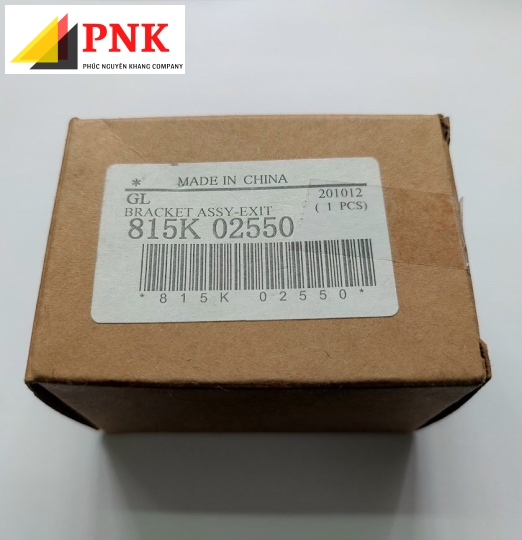 PNK
PHÚC NGUYÊN KHANG COMPANY
* MADE IN CHINA
GL 201012
BRACKET ASSY-EXIT ( 1 PCS)
815K 02550
*815K 02550*